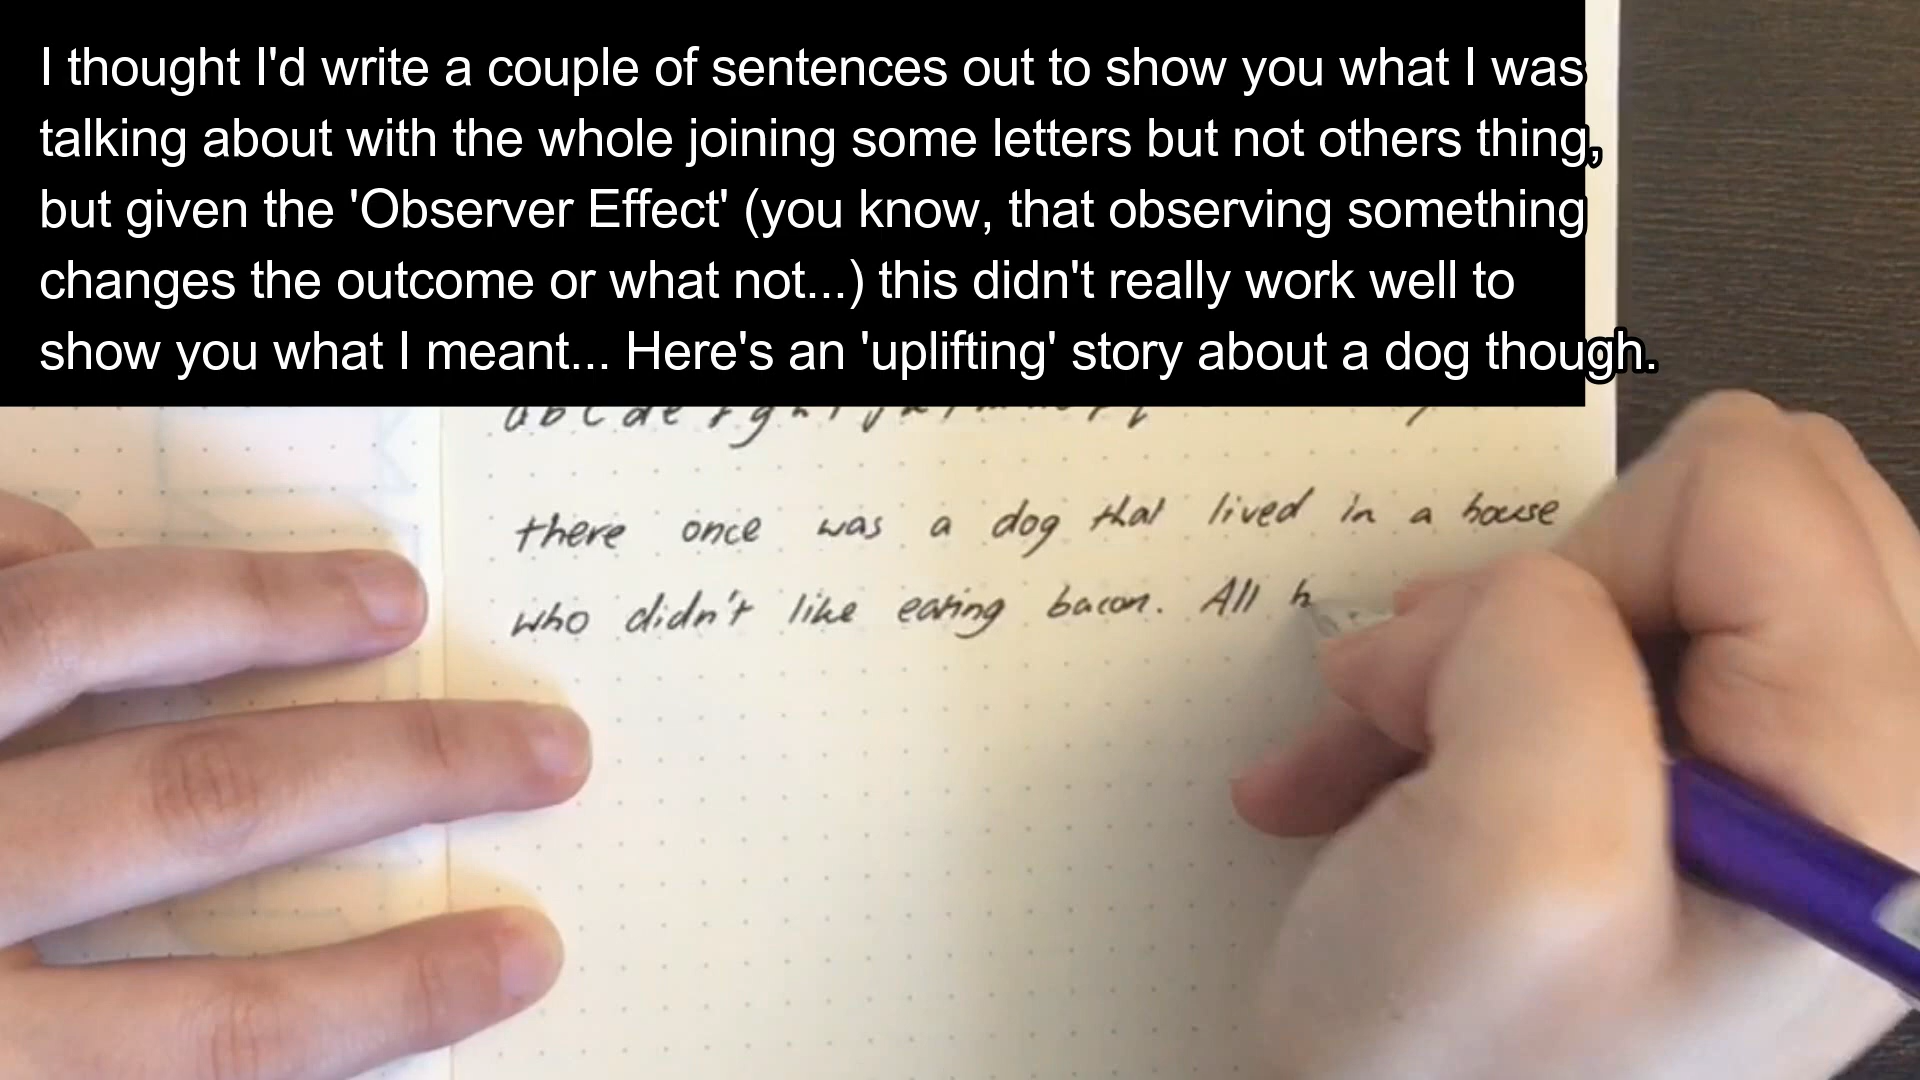 I thought I'd write a couple of sentences out to show you what I was
talking about with the whole joining some letters but not others thing,
but given the 'Observer Effect' (you know, that observing something
changes the outcome or what not...) this didn't really work well to
show you what I meant... Here's an 'uplifting' story about a dog though.
a b c d e f g h i j k l m n o p q
there once was a dog that lived in a house
who didn't like eating bacon. All h